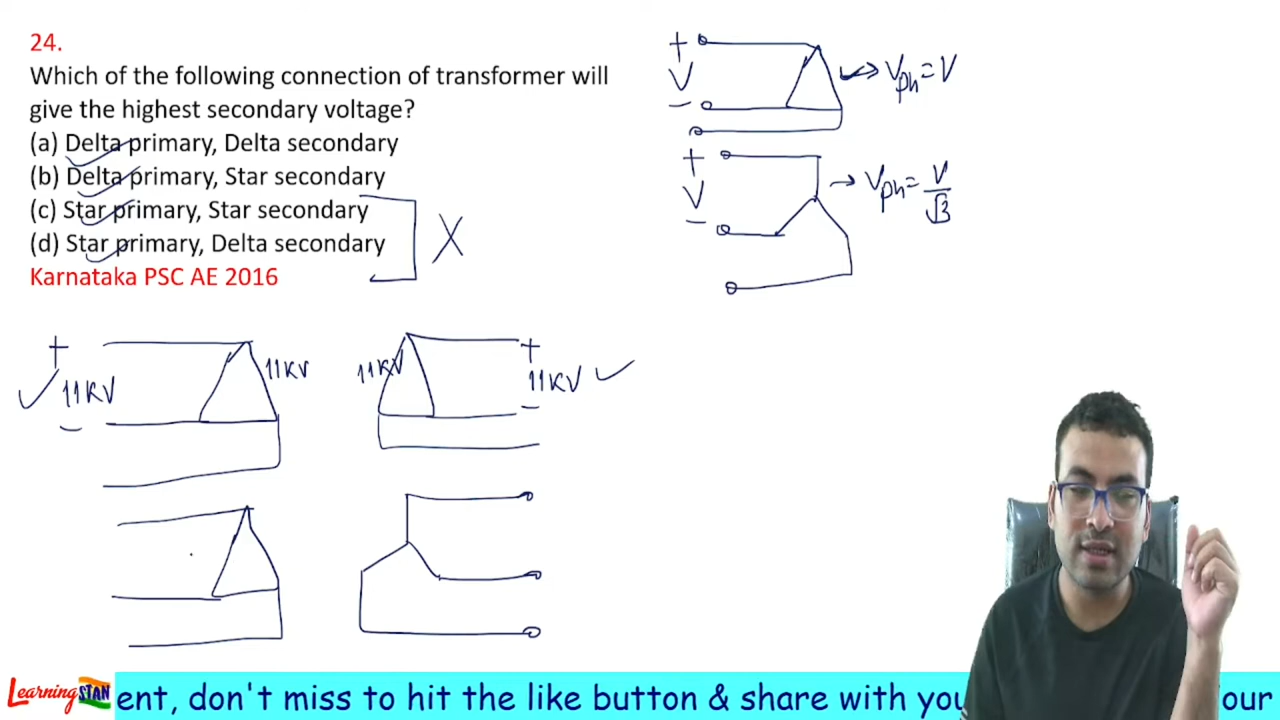 24.
Which of the following connection of transformer will
give the highest secondary voltage?
(a) Delta primary, Delta secondary
(b) Delta primary, Star secondary
(c) Star primary, Star secondary
(d) Star primary, Delta secondary
Karnataka PSC AE 2016
X
+
V
-
Vph = V
+
V
-
Vph = V/√3
+
11KV
-
11KV
11KV
+
11KV
-
LearningSTAN
ent, don't miss to hit the like button & share with you
our